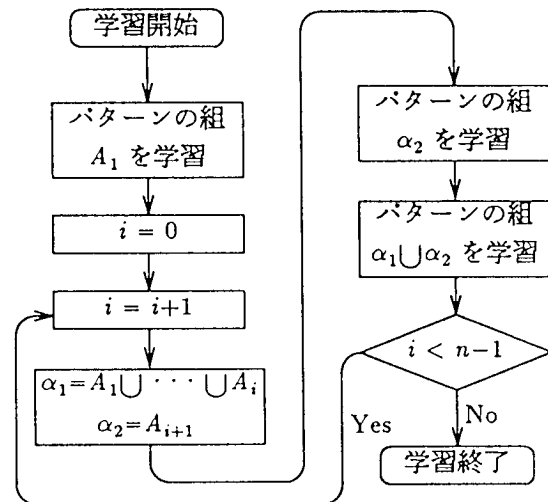 学習開始
パターンの組
A₁ を学習
i = 0
i = i+1
α₁=A₁⋃ ··· ⋃Aᵢ
α₂=Aᵢ₊₁
パターンの組
α₂ を学習
パターンの組
α₁⋃α₂ を学習
i < n−1
Yes
No
学習終了